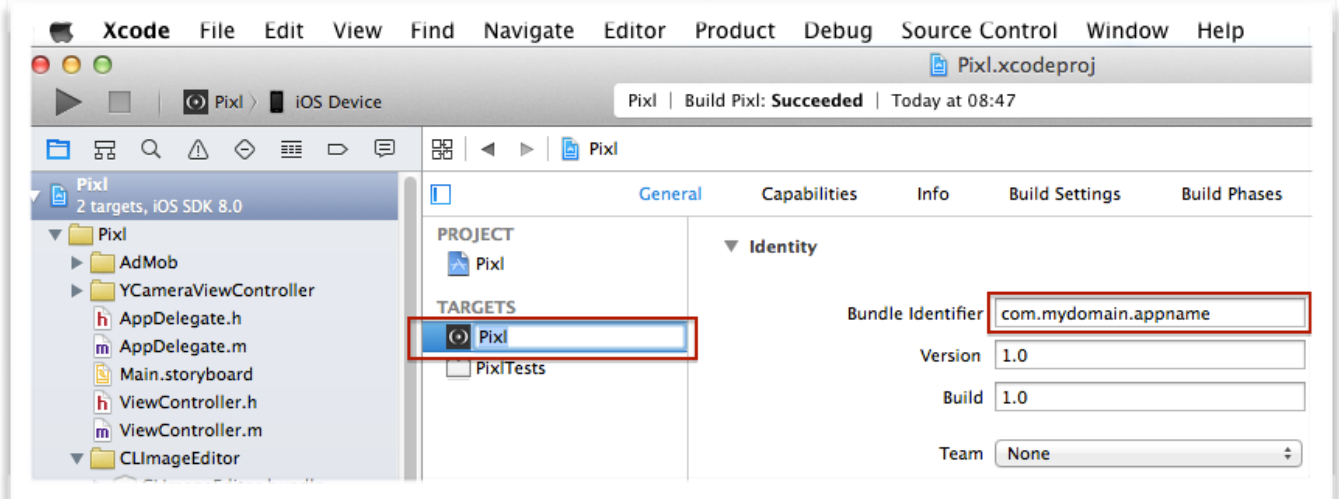 Xcode File Edit View Find Navigate Editor Product Debug Source Control Window Help
Pixl.xcodeproj
Pixl iOS Device
Pixl | Build Pixl: Succeeded | Today at 08:47
Pixl
Pixl
2 targets, iOS SDK 8.0
Pixl
AdMob
YCameraViewController
h AppDelegate.h
m AppDelegate.m
Main.storyboard
h ViewController.h
m ViewController.m
CLImageEditor
General Capabilities Info Build Settings Build Phases
PROJECT
Pixl
TARGETS
Pixl
PixlTests
Identity
Bundle Identifier com.mydomain.appname
Version 1.0
Build 1.0
Team None